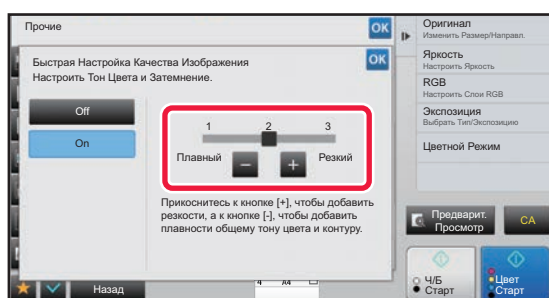 Прочие
OK
Быстрая Настройка Качества Изображения
Настроить Тон Цвета и Затемнение.
OK
Off
On
1 2 3
Плавный
Резкий
Прикоснитесь к кнопке [+], чтобы добавить
резкости, а к кнопке [-], чтобы добавить
плавности общему тону цвета и контуру.
Назад
4 A4
Оригинал
Изменить Размер/Направл.
Яркость
Настроить Яркость
RGB
Настроить Слои RGB
Экспозиция
Выбрать Тип/Экспозицию
Цветной Режим
Предварит.
Просмотр
CA
Ч/Б
Старт
Цвет
Старт